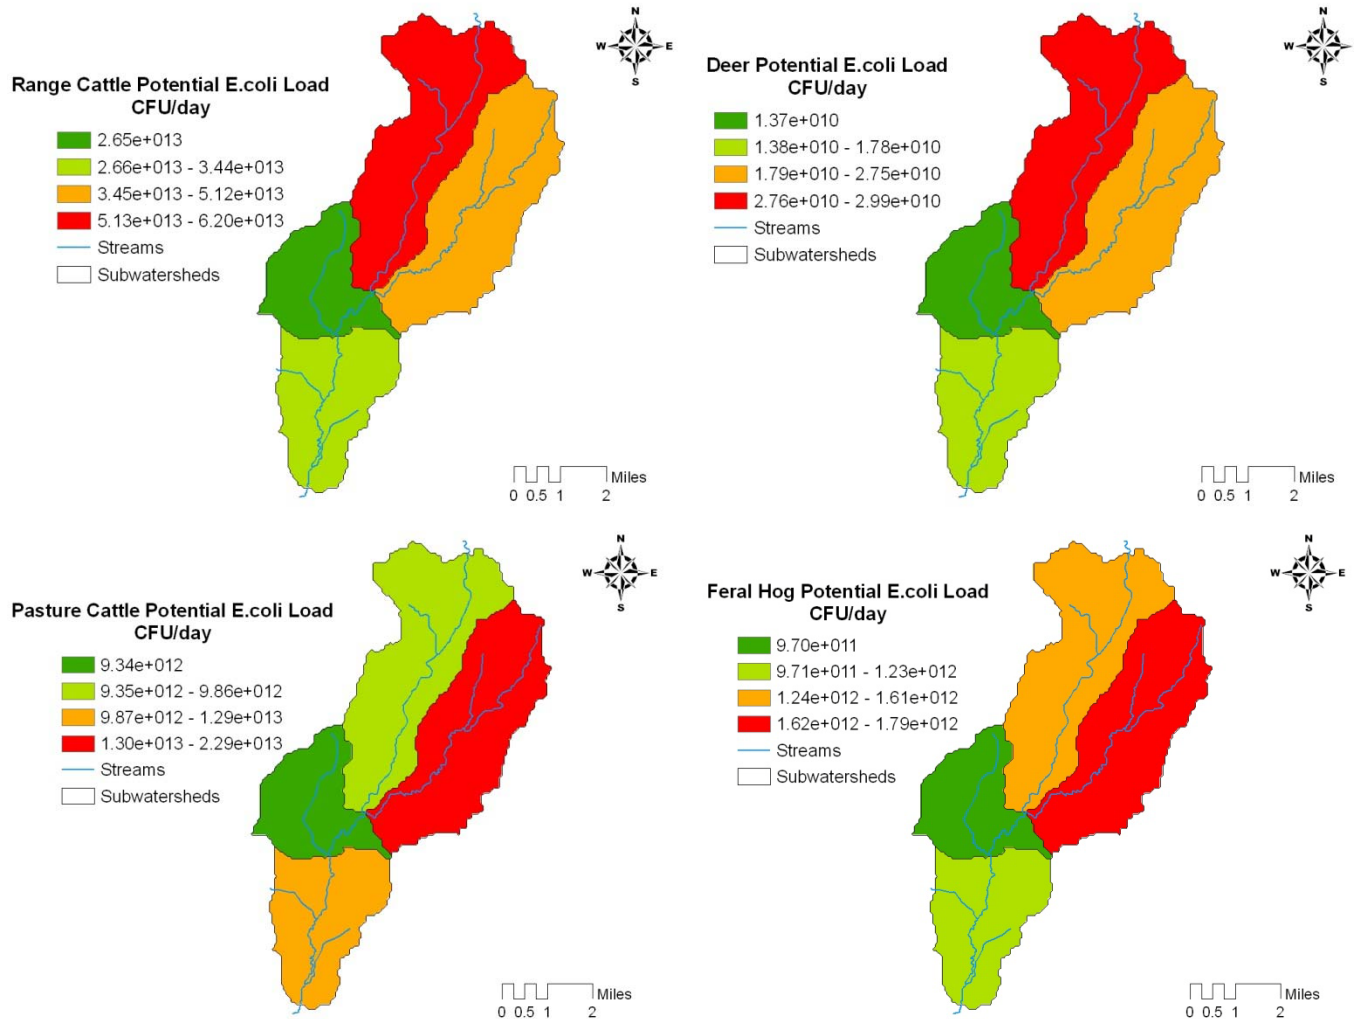 N
W E
S
Range Cattle Potential E.coli Load
CFU/day
2.65e+013
2.66e+013 - 3.44e+013
3.45e+013 - 5.12e+013
5.13e+013 - 6.20e+013
Streams
Subwatersheds
Miles
0 0.5 1 2
N
W E
S
Deer Potential E.coli Load
CFU/day
1.37e+010
1.38e+010 - 1.78e+010
1.79e+010 - 2.75e+010
2.76e+010 - 2.99e+010
Streams
Subwatersheds
Miles
0 0.5 1 2
N
W E
S
Pasture Cattle Potential E.coli Load
CFU/day
9.34e+012
9.35e+012 - 9.86e+012
9.87e+012 - 1.29e+013
1.30e+013 - 2.29e+013
Streams
Subwatersheds
Miles
0 0.5 1 2
N
W E
S
Feral Hog Potential E.coli Load
CFU/day
9.70e+011
9.71e+011 - 1.23e+012
1.24e+012 - 1.61e+012
1.62e+012 - 1.79e+012
Streams
Subwatersheds
Miles
0 0.5 1 2